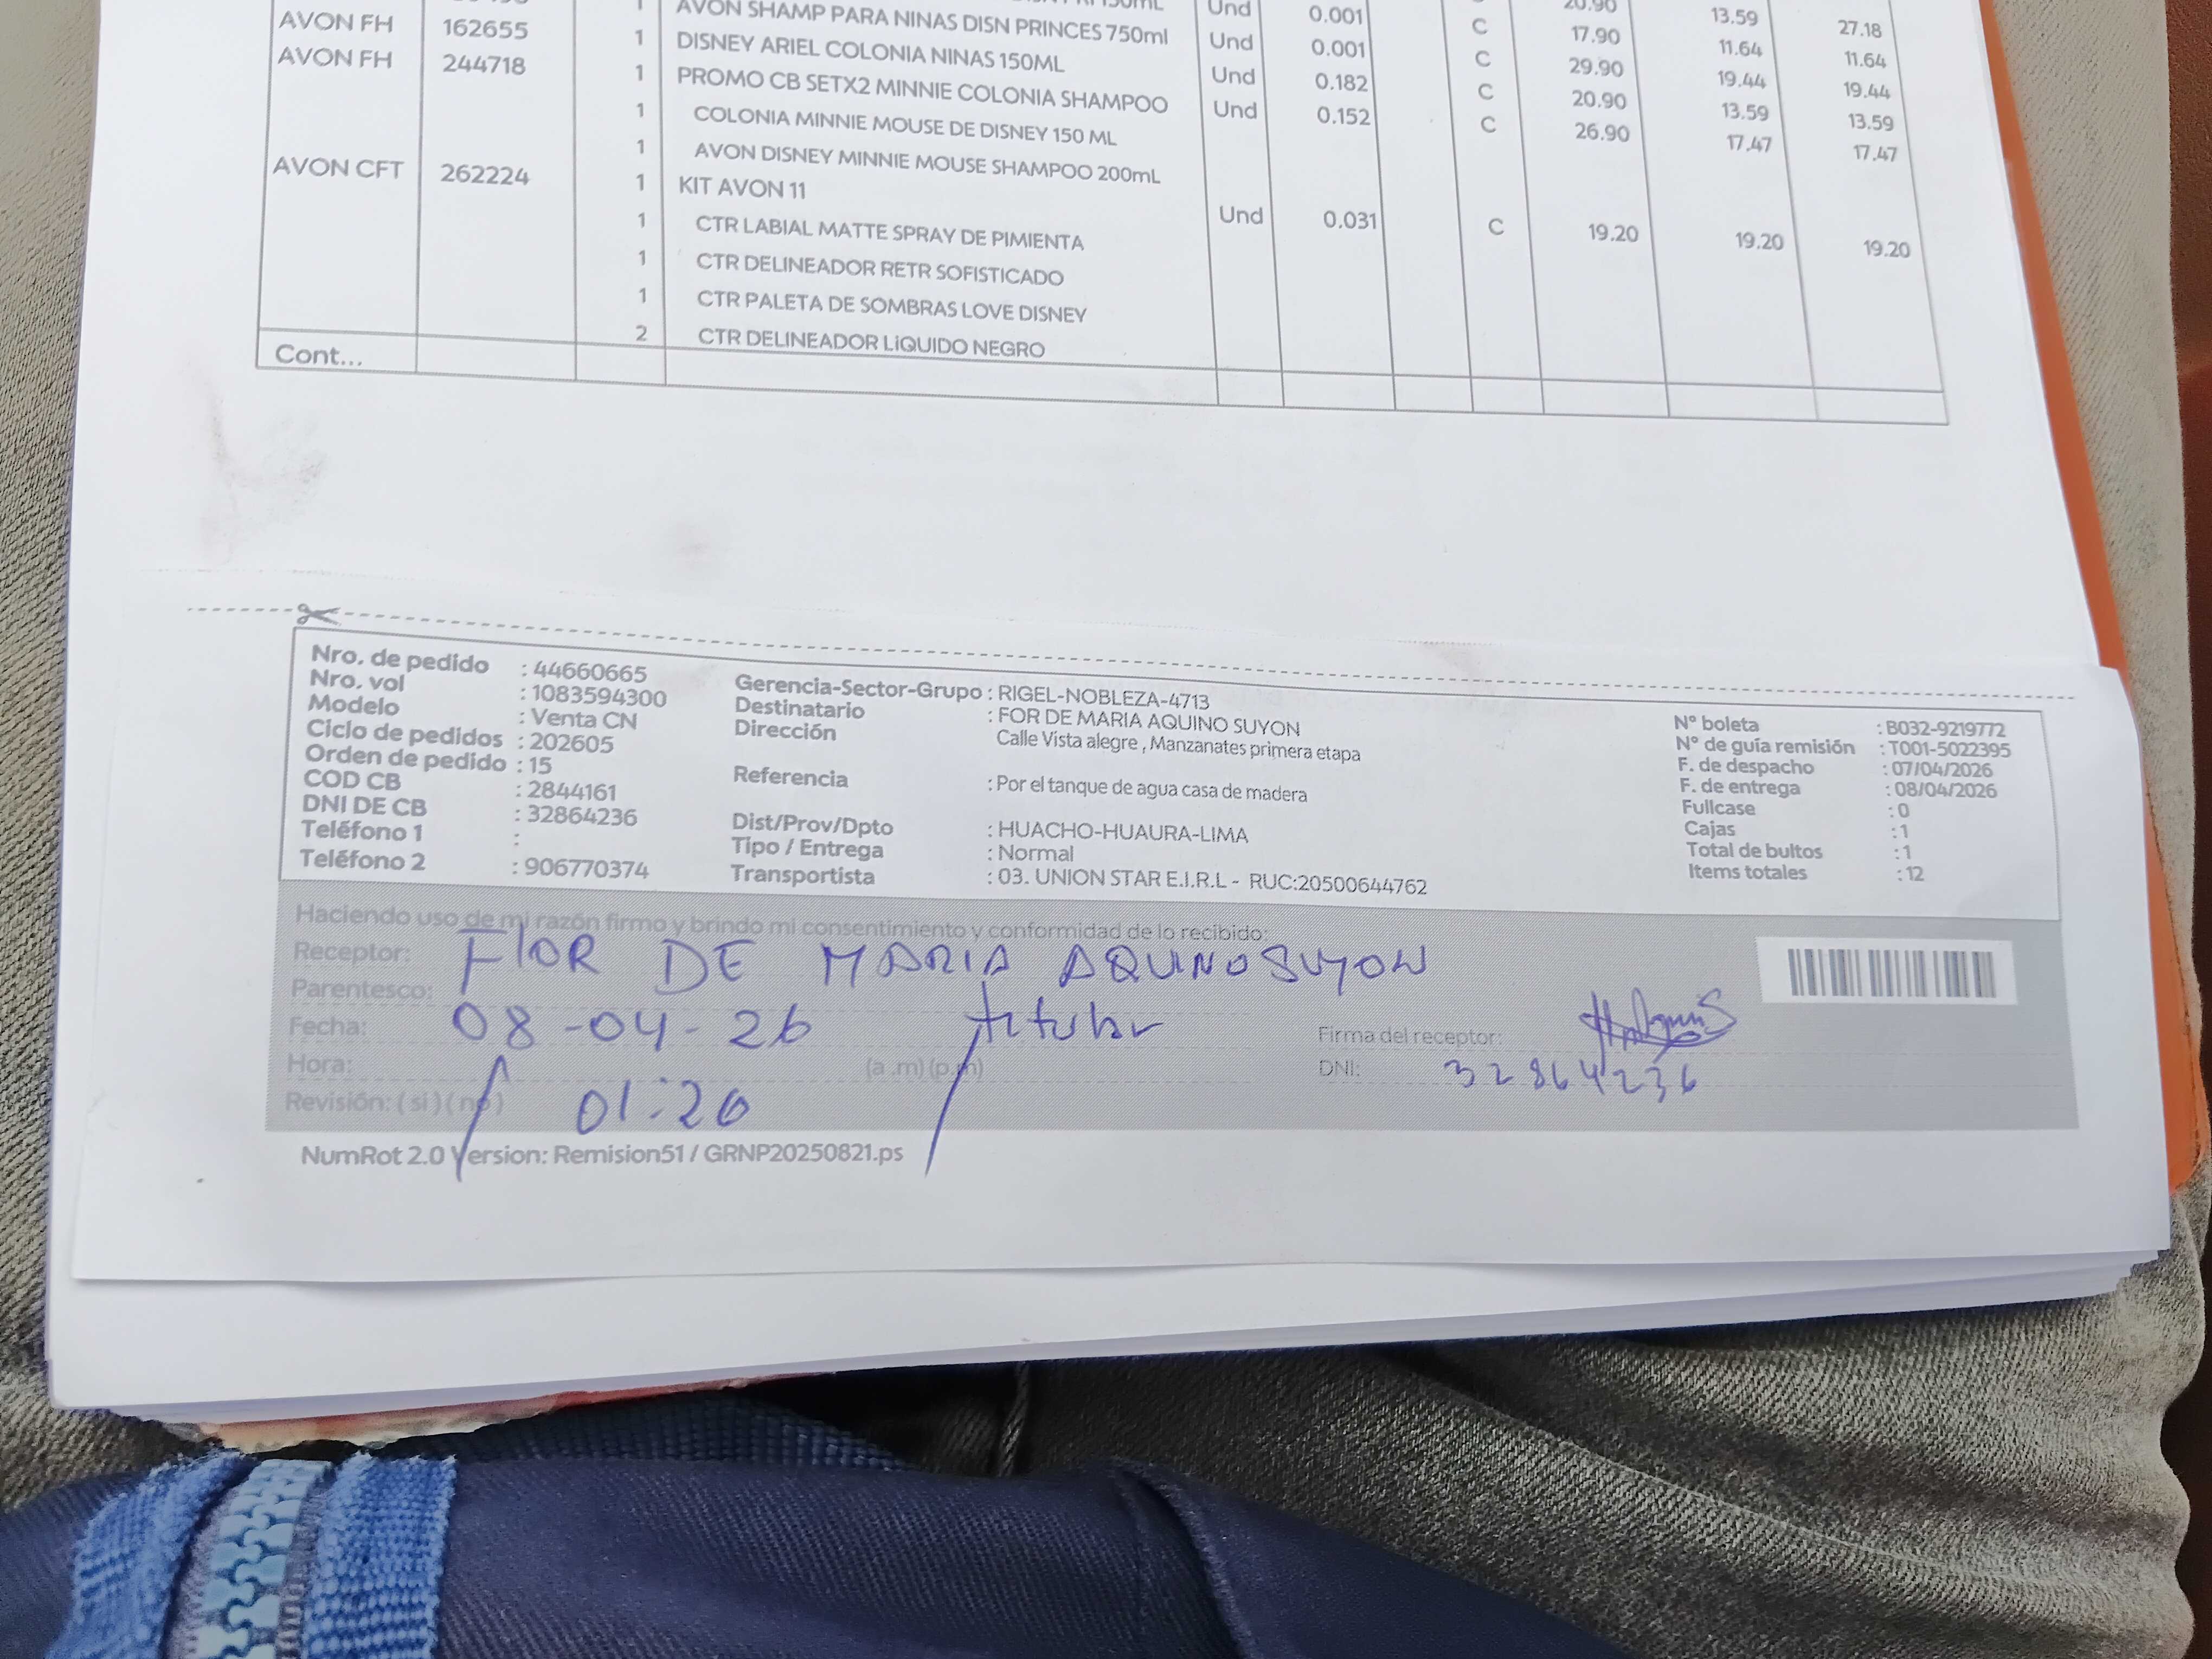 20.90 13.59 27.18
AVON FH 162655 1 AVON SHAMP PARA NINAS DISN PRINCES 750ml Und 0.001 C 17.90 11.64 11.64
AVON FH 244718 1 DISNEY ARIEL COLONIA NINAS 150ML Und 0.001 C 29.90 19.44 19.44
1 PROMO CB SETX2 MINNIE COLONIA SHAMPOO Und 0.182 C 20.90 13.59 13.59
1 COLONIA MINNIE MOUSE DE DISNEY 150 ML Und 0.152 C 26.90 17.47 17.47
1 AVON DISNEY MINNIE MOUSE SHAMPOO 200mL
AVON CFT 262224 1 KIT AVON 11 Und 0.031 C 19.20 19.20 19.20
1 CTR LABIAL MATTE SPRAY DE PIMIENTA
1 CTR DELINEADOR RETR SOFISTICADO
1 CTR PALETA DE SOMBRAS LOVE DISNEY
2 CTR DELINEADOR LíQUIDO NEGRO
Cont...
Nro. de pedido : 44660665
Nro. vol : 1083594300
Modelo : Venta CN
Ciclo de pedidos : 202605
Orden de pedido : 15
COD CB : 2844161
DNI DE CB : 32864236
Teléfono 1 :
Teléfono 2 : 906770374
Gerencia-Sector-Grupo : RIGEL-NOBLEZA-4713
Destinatario : FOR DE MARIA AQUINO SUYON
Dirección Calle Vista alegre , Manzanates primera etapa
Referencia : Por el tanque de agua casa de madera
Dist/Prov/Dpto : HUACHO-HUAURA-LIMA
Tipo / Entrega : Normal
Transportista : 03. UNION STAR E.I.R.L - RUC:20500644762
N° boleta : B032-9219772
N° de guía remisión : T001-5022395
F. de despacho : 07/04/2026
F. de entrega : 08/04/2026
Fullcase : 0
Cajas : 1
Total de bultos : 1
Items totales : 12
Haciendo uso de mi razón firmo y brindo mi consentimiento y conformidad de lo recibido:
Receptor: FlOR DE MARIA AQUINO SUYON
Parentesco: titular
Fecha: 08-04-26
Hora: 01:20 (a .m) (p.m)
Revisión: ( si ) ( no )
Firma del receptor:
DNI: 32864236
NumRot 2.0 Version: Remision51 / GRNP20250821.ps